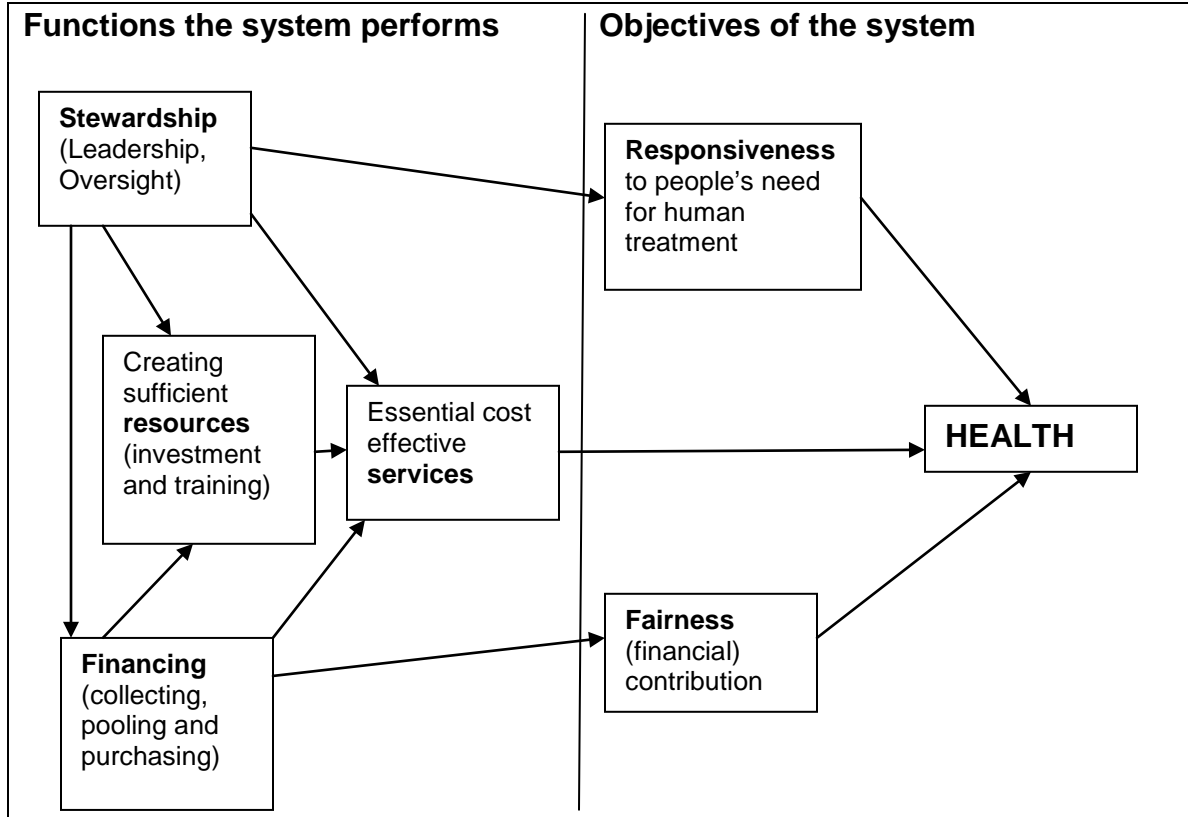 Functions the system performs
Objectives of the system
Stewardship
(Leadership,
Oversight)
Responsiveness
to people's need
for human
treatment
Creating
sufficient
resources
(investment
and training)
Essential cost
effective
services
HEALTH
Financing
(collecting,
pooling and
purchasing)
Fairness
(financial)
contribution